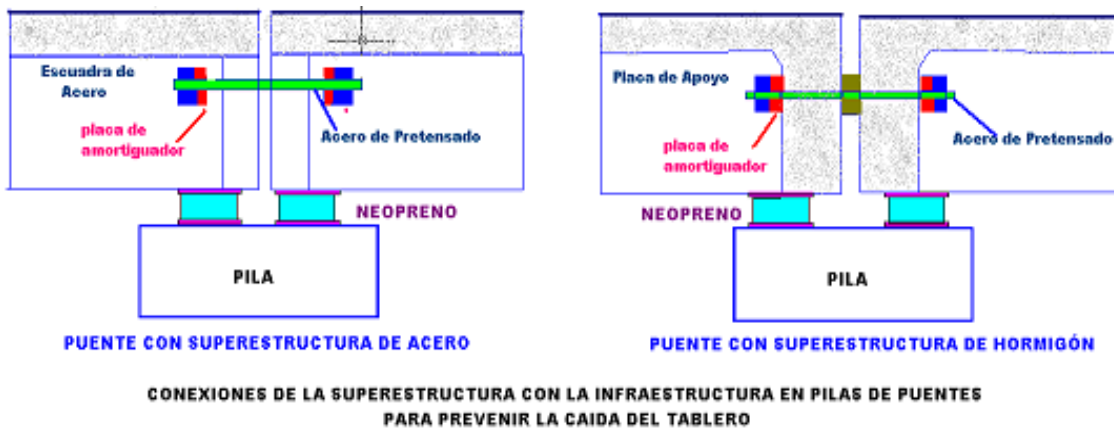 Escuadra de
Acero
placa de
amortiguador
Acero de Pretensado
NEOPRENO
PILA
PUENTE CON SUPERESTRUCTURA DE ACERO
Placa de Apoyo
placa de
amortiguador
Acero de Pretensado
NEOPRENO
PILA
PUENTE CON SUPERESTRUCTURA DE HORMIGÓN
CONEXIONES DE LA SUPERESTRUCTURA CON LA INFRAESTRUCTURA EN PILAS DE PUENTES
PARA PREVENIR LA CAIDA DEL TABLERO